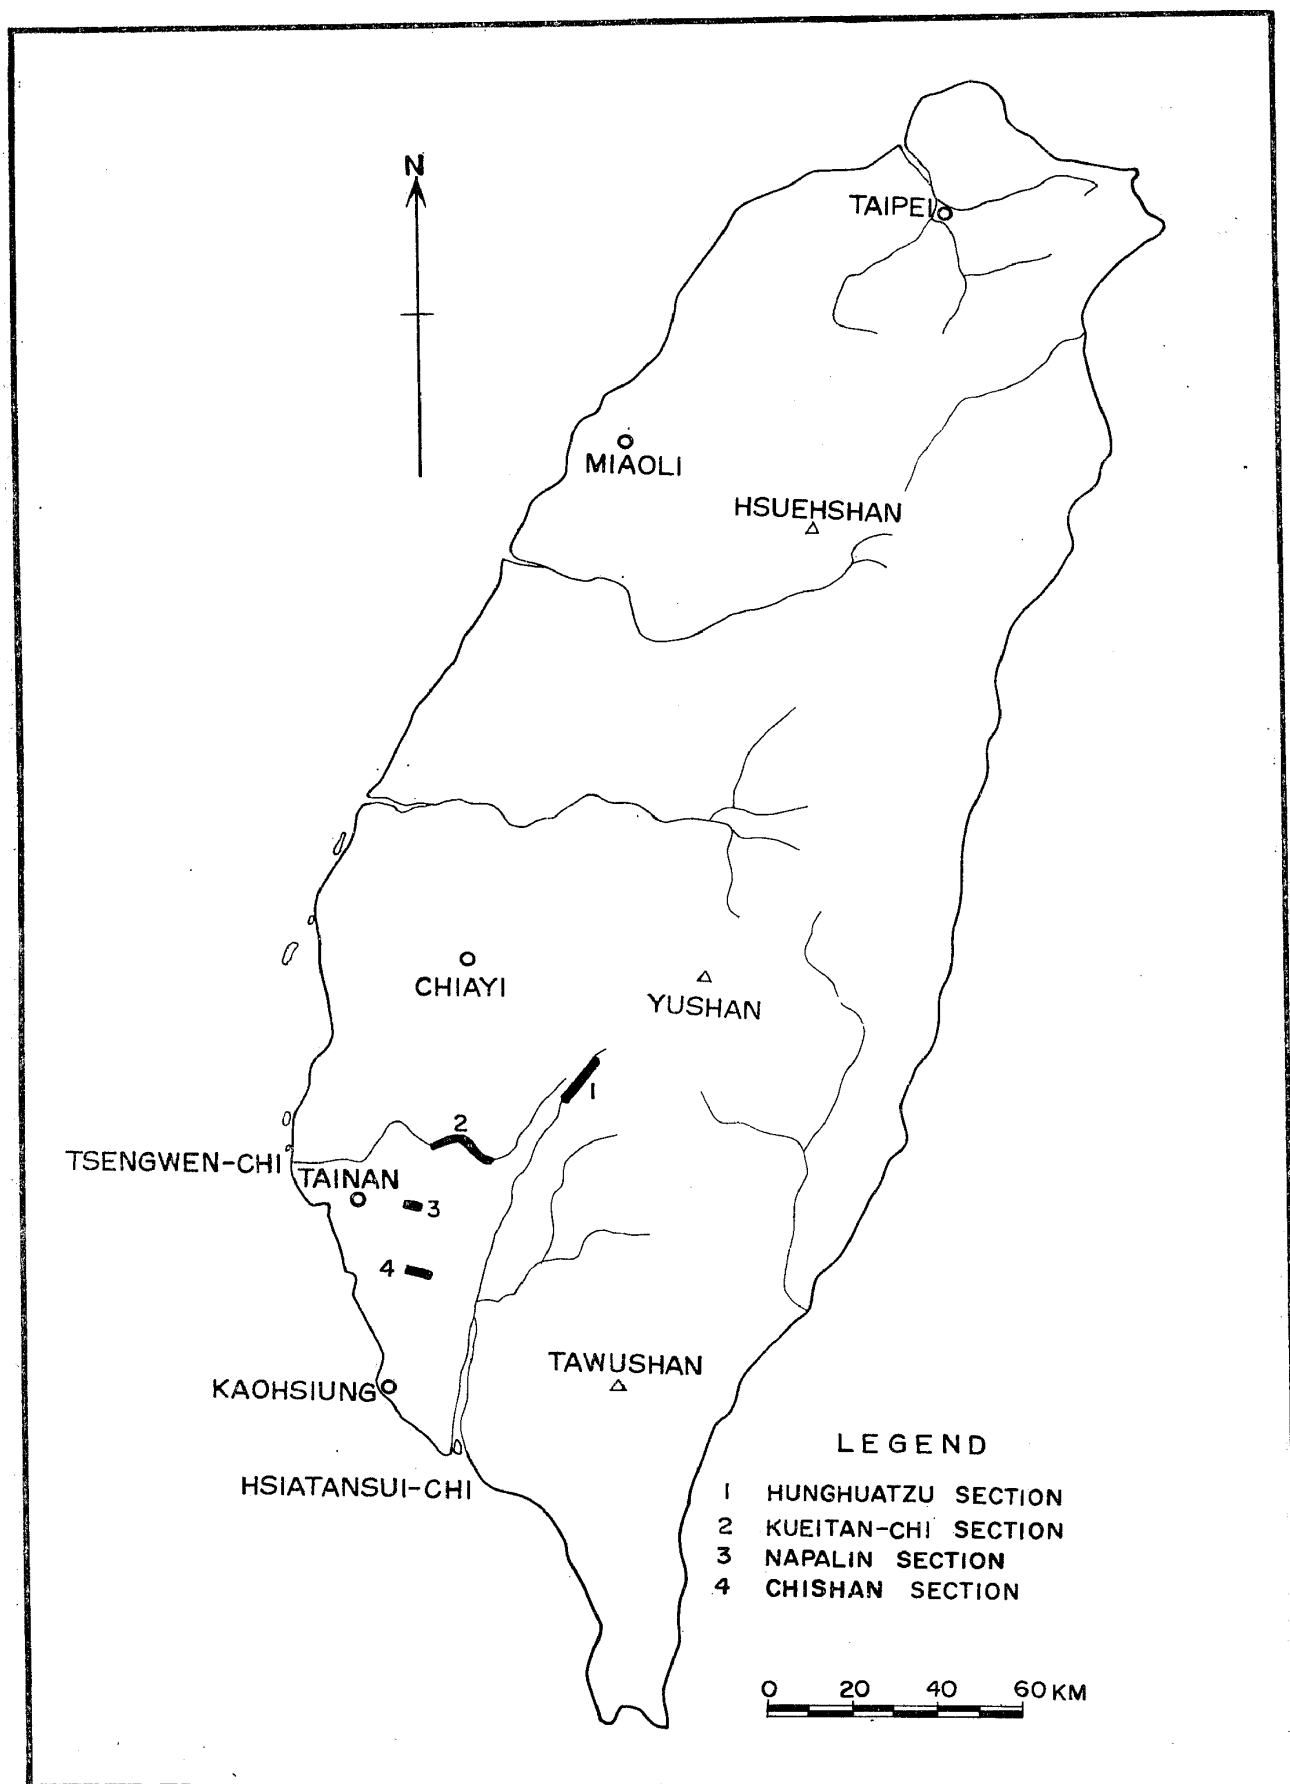 N
TAIPEI
MIAOLI
HSUEHSHAN
CHIAYI
YUSHAN
1
2
TSENGWEN-CHI
TAINAN
3
4
TAWUSHAN
KAOHSIUNG
HSIATANSUI-CHI
LEGEND
1 HUNGHUATZU SECTION
2 KUEITAN-CHI SECTION
3 NAPALIN SECTION
4 CHISHAN SECTION
0 20 40 60 KM